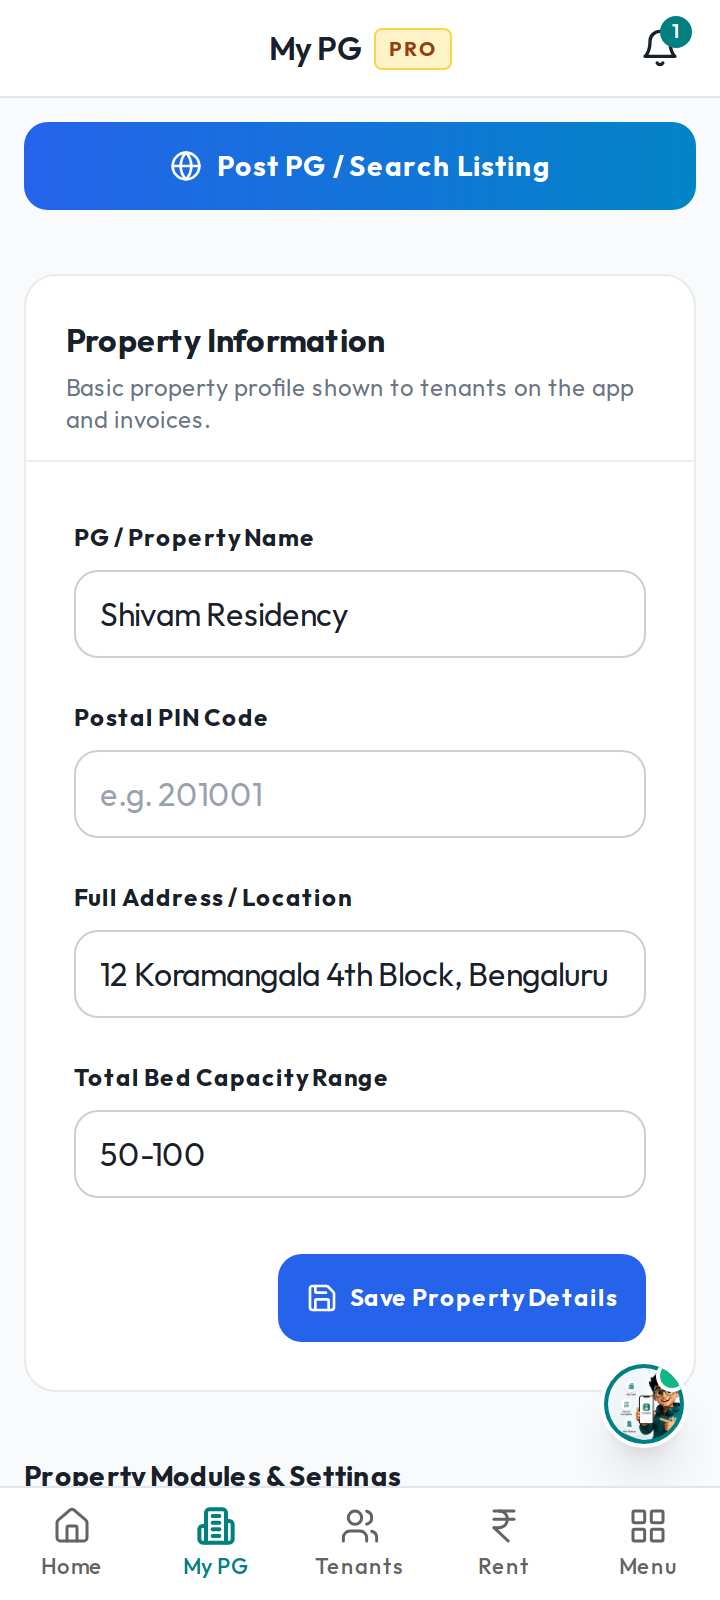 My PG PRO
1
Post PG / Search Listing
Property Information
Basic property profile shown to tenants on the app
and invoices.
PG / Property Name
Shivam Residency
Postal PIN Code
e.g. 201001
Full Address / Location
12 Koramangala 4th Block, Bengaluru
Total Bed Capacity Range
50-100
Save Property Details
Property Modules & Settings
Home
My PG
Tenants
Rent
Menu